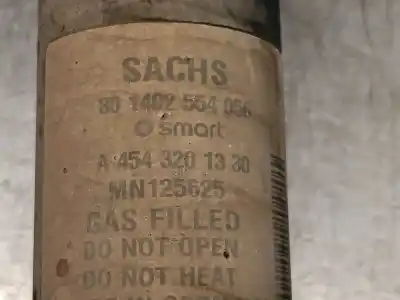 SACHS
80 1402 554 056
smart
A 454 320 13 30
MN125625
GAS FILLED
DO NOT OPEN
DO NOT HEAT